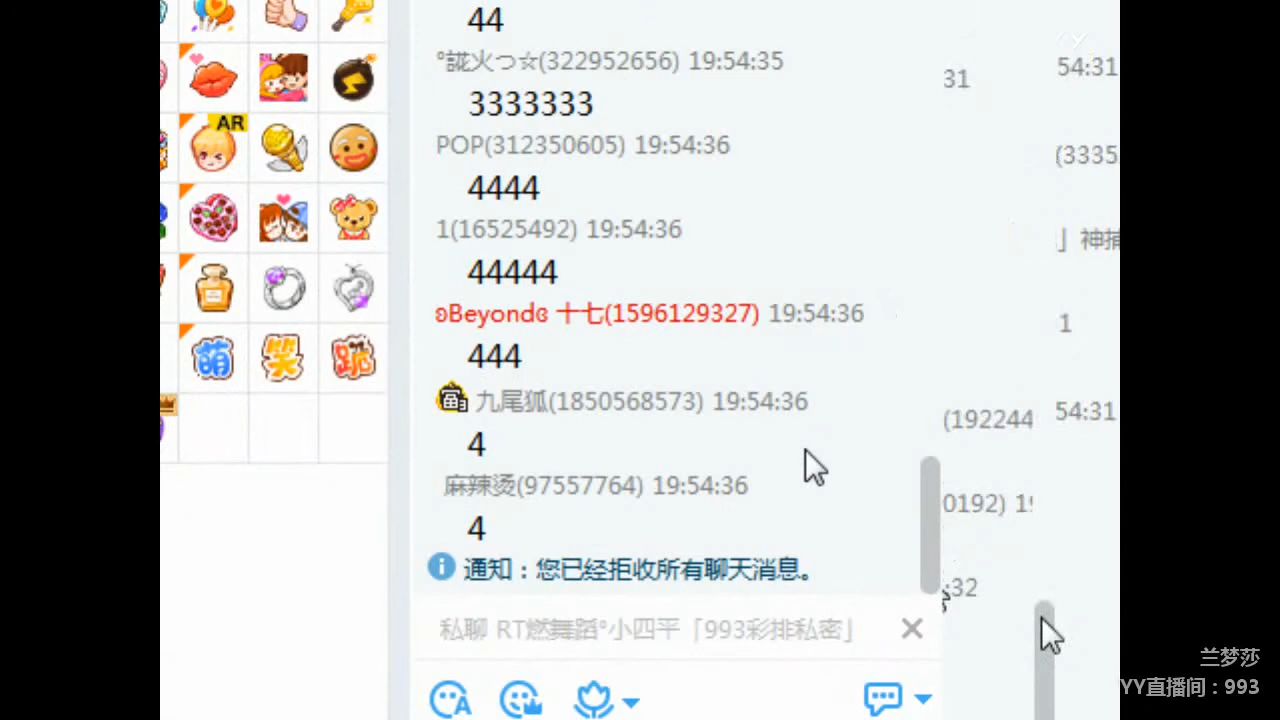 44
°誮火つ☆(322952656) 19:54:35
3333333
POP(312350605) 19:54:36
4444
1(16525492) 19:54:36
44444
ʚBeyondɞ 十七(1596129327) 19:54:36
444
富 九尾狐(1850568573) 19:54:36
4
麻辣烫(97557764) 19:54:36
4
通知：您已经拒收所有聊天消息。
私聊 RT燃舞蹈°小四平「993彩排私密」
AR
萌 笑 跪
31
54:31
(3335
」神捕
1
(192244
54:31
0192) 19
:32
兰梦莎
YY直播间：993